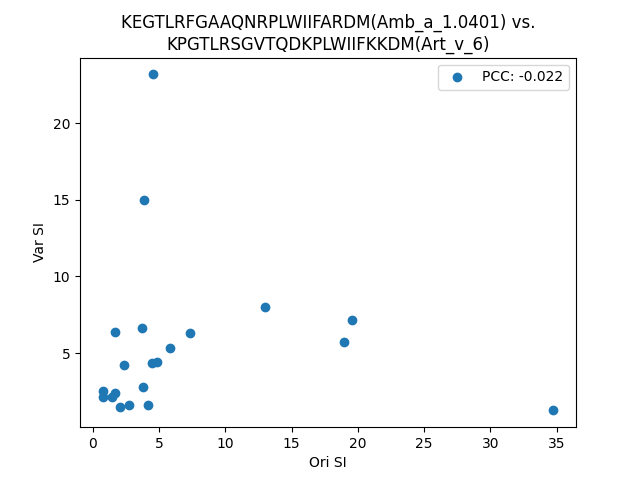 KEGTLRFGAAQNRPLWIIFARDM(Amb_a_1.0401) vs.
KPGTLRSGVTQDKPLWIIFKKDM(Art_v_6)
PCC: -0.022
Var SI
20
15
10
5
0 5 10 15 20 25 30 35
Ori SI